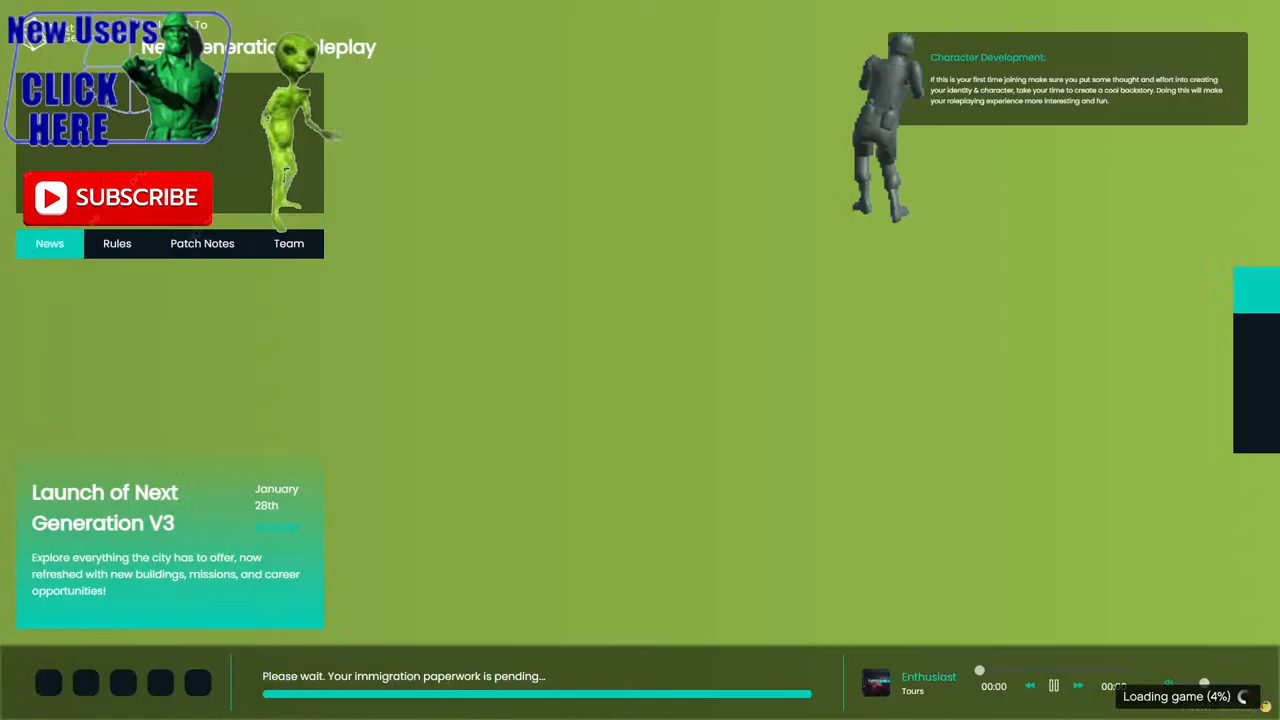 New Users
CLICK
HERE
To
SUBSCRIBE
News
Rules
Patch Notes
Team
Character Development:
If this is your first time joining make sure you put some thought and effort into creating
your identity & character, take your time to create a cool backstory. Doing this will make
your roleplaying experience more interesting and fun.
Launch of Next
Generation V3
January
28th
Explore everything the city has to offer, now
refreshed with new buildings, missions, and career
opportunities!
Please wait. Your immigration paperwork is pending...
Enthusiast
Tours
00:00
Loading game (4%)